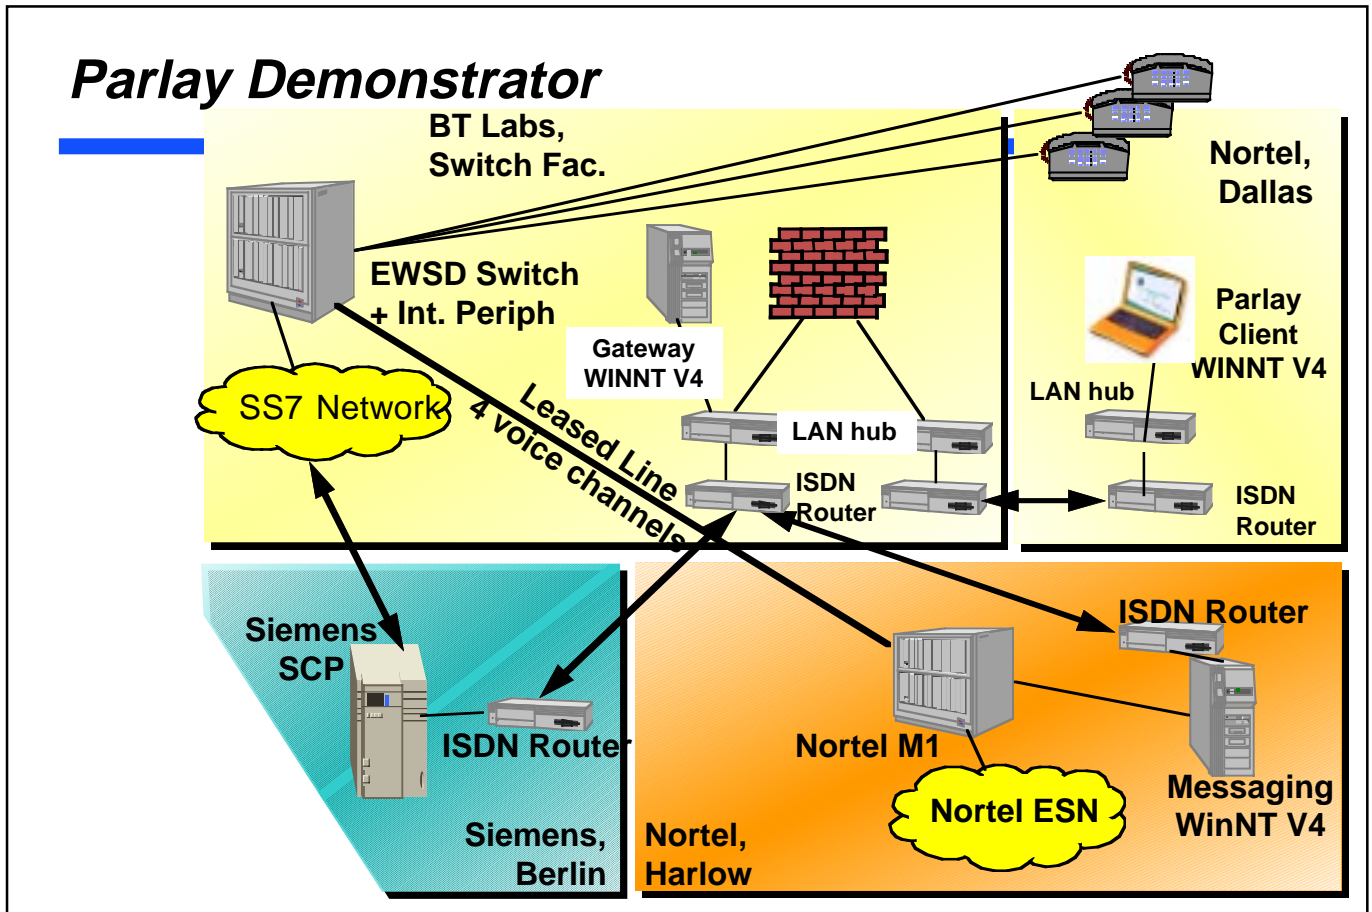 Parlay Demonstrator
BT Labs,
Switch Fac.
Nortel,
Dallas
EWSD Switch
+ Int. Periph
Gateway
WINNT V4
Parlay
Client
WINNT V4
SS7 Network
Leased Line
4 voice channels
LAN hub
LAN hub
ISDN
Router
ISDN
Router
Siemens
SCP
ISDN Router
Siemens,
Berlin
ISDN Router
Nortel M1
Nortel ESN
Messaging
WinNT V4
Nortel,
Harlow